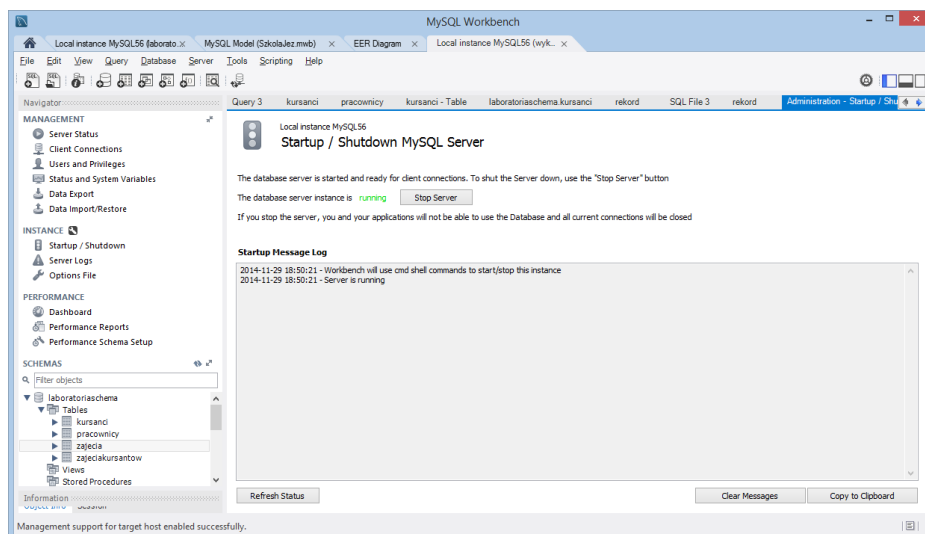 MySQL Workbench
Local instance MySQL56 (laborato.. x MySQL Model (SzkolaJez.mwb) x EER Diagram x Local instance MySQL56 (wyk... x
File Edit View Query Database Server Tools Scripting Help
Navigator Query 3 kursanci pracownicy kursanci - Table laboratoriaschema.kursanci rekord SQL File 3 rekord Administration - Startup / Shu
MANAGEMENT
Server Status
Client Connections
Users and Privileges
Status and System Variables
Data Export
Data Import/Restore
INSTANCE
Startup / Shutdown
Server Logs
Options File
PERFORMANCE
Dashboard
Performance Reports
Performance Schema Setup
SCHEMAS
Filter objects
laboratoriaschema
Tables
kursanci
pracownicy
zajecia
zajeciakursantow
Views
Stored Procedures
Information
Object Info Session
Local instance MySQL56
Startup / Shutdown MySQL Server
The database server is started and ready for client connections. To shut the Server down, use the "Stop Server" button
The database server instance is running Stop Server
If you stop the server, you and your applications will not be able to use the Database and all current connections will be closed
Startup Message Log
2014-11-29 18:50:21 - Workbench will use cmd shell commands to start/stop this instance
2014-11-29 18:50:21 - Server is running
Refresh Status Clear Messages Copy to Clipboard
Management support for target host enabled successfully.